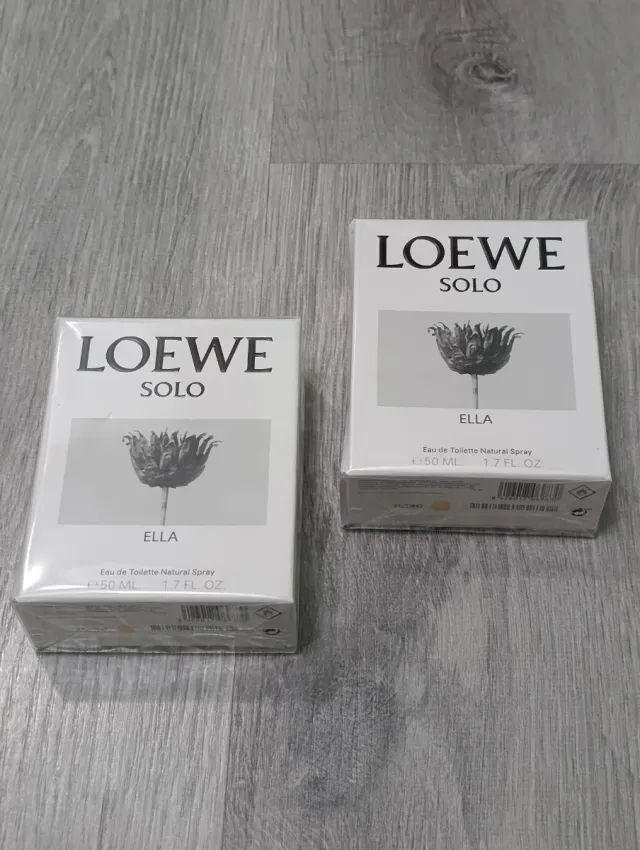 LOEWE
SOLO
ELLA
Eau de Toilette Natural Spray
℮50 ML 1.7 FL. OZ.
LOEWE
SOLO
ELLA
Eau de Toilette Natural Spray
℮50 ML 1.7 FL. OZ.